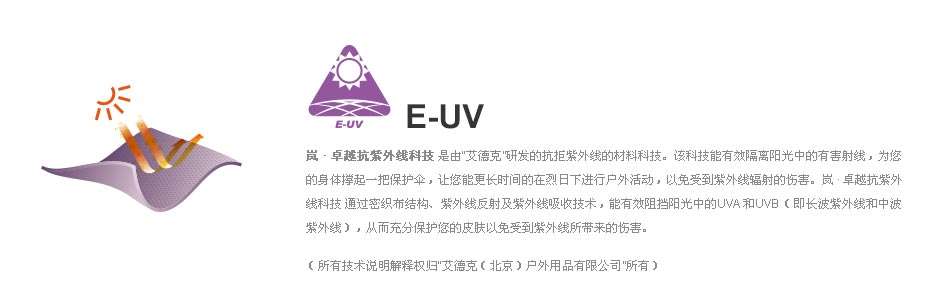 E-UV
E-UV
岚·卓越抗紫外线科技 是由"艾德克"研发的抗拒紫外线的材料科技。该科技能有效隔离阳光中的有害射线，为您
的身体撑起一把保护伞，让您能更长时间的在烈日下进行户外活动，以免受到紫外线辐射的伤害。岚·卓越抗紫外
线科技 通过密织布结构、紫外线反射及紫外线吸收技术，能有效阻挡阳光中的UVA 和UVB（即长波紫外线和中波
紫外线），从而充分保护您的皮肤以免受到紫外线所带来的伤害。
（所有技术说明解释权归"艾德克（北京）户外用品有限公司"所有）